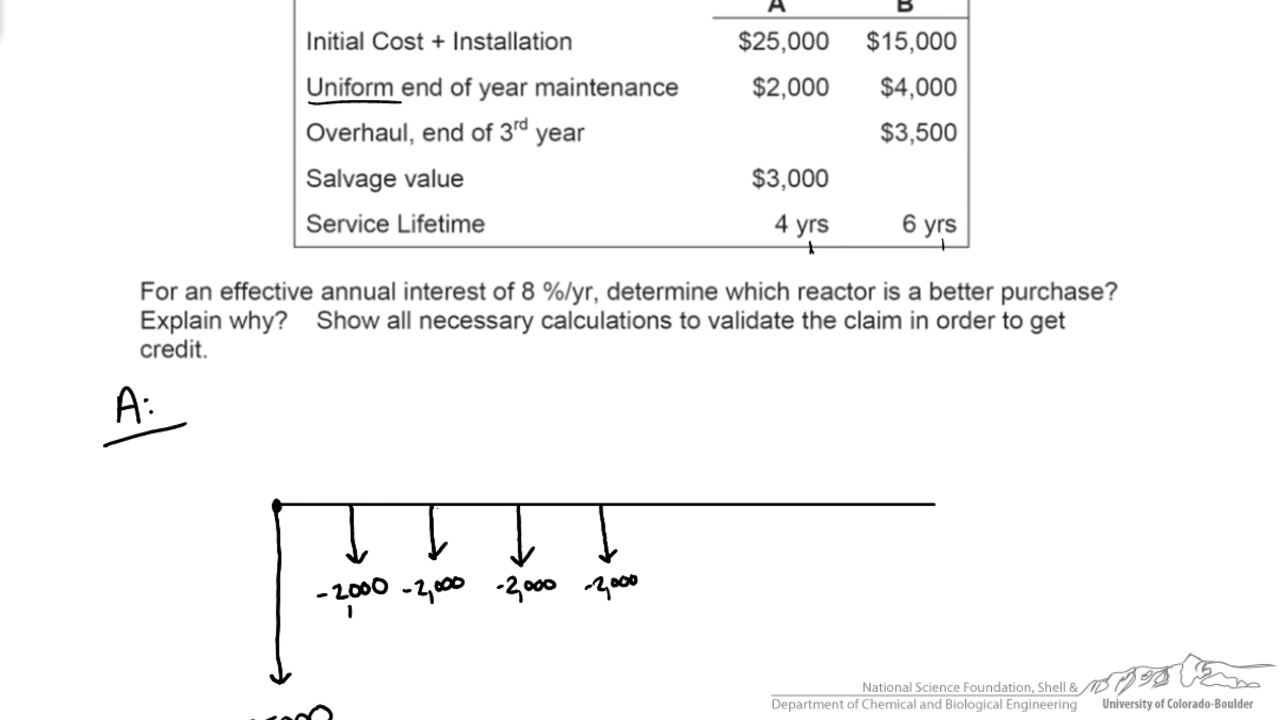 A B
Initial Cost + Installation $25,000 $15,000
Uniform end of year maintenance $2,000 $4,000
Overhaul, end of 3rd year $3,500
Salvage value $3,000
Service Lifetime 4 yrs 6 yrs
For an effective annual interest of 8 %/yr, determine which reactor is a better purchase?
Explain why? Show all necessary calculations to validate the claim in order to get
credit.
A:
-2,000 -2,000 -2,000 -2,000
National Science Foundation, Shell &
Department of Chemical and Biological Engineering
University of Colorado-Boulder